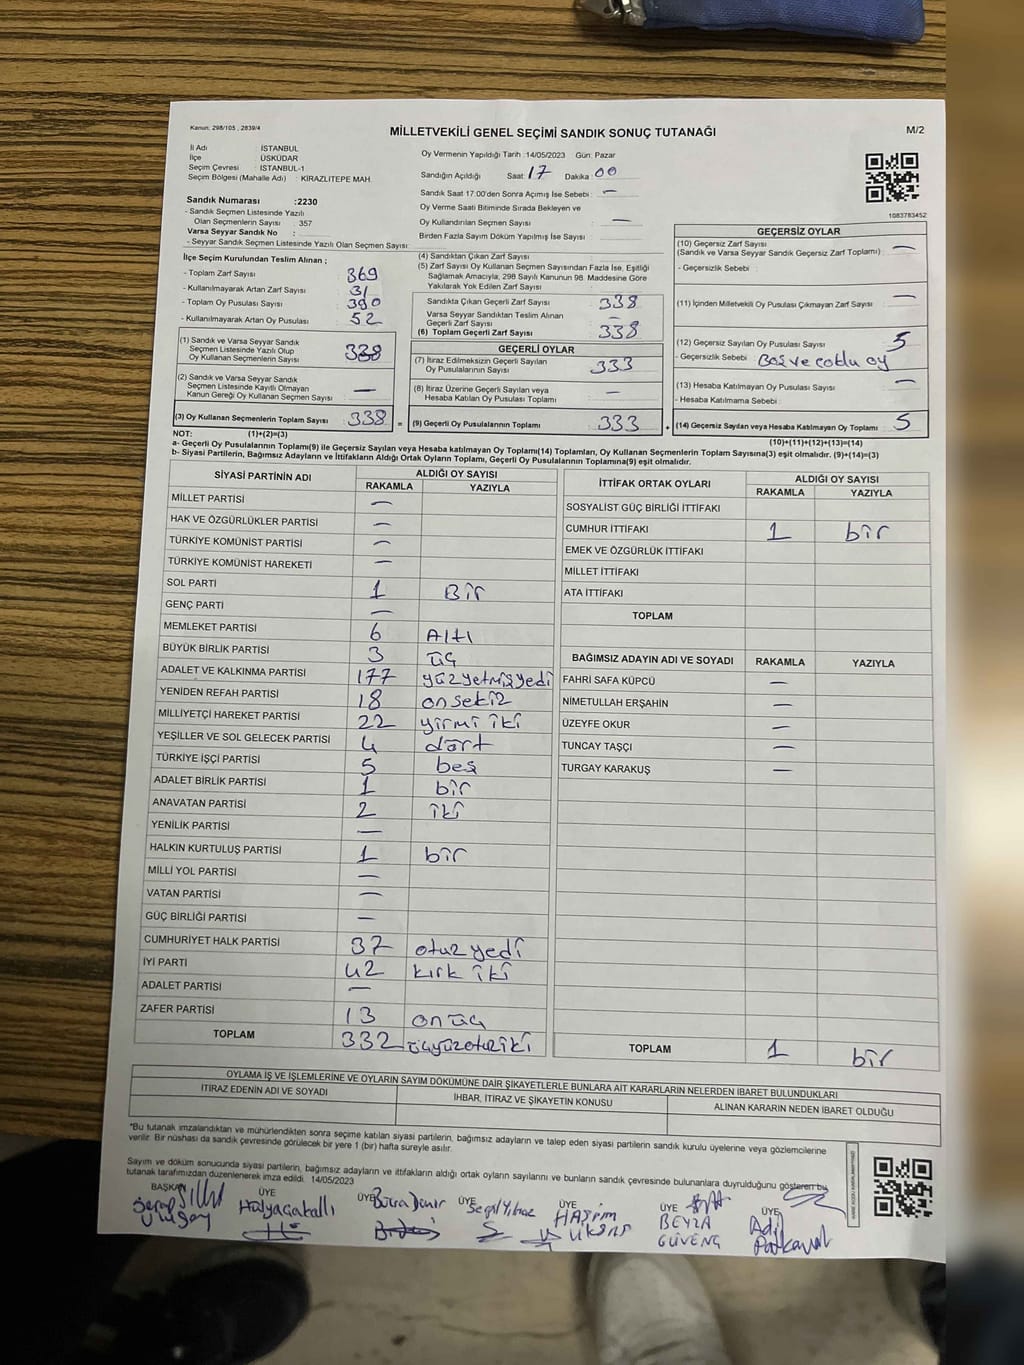 Kanun: 298/105 , 2839/4
MİLLETVEKİLİ GENEL SEÇİMİ SANDIK SONUÇ TUTANAĞI
M/2
İl Adı : İSTANBUL
İlçe : ÜSKÜDAR
Seçim Çevresi : İSTANBUL-1
Seçim Bölgesi (Mahalle Adı) : KİRAZLITEPE MAH.
Sandık Numarası :2230
- Sandık Seçmen Listesinde Yazılı
Olan Seçmenlerin Sayısı : 357
Varsa Seyyar Sandık No :
- Seyyar Sandık Seçmen Listesinde Yazılı Olan Seçmen Sayısı:
Oy Vermenin Yapıldığı Tarih :14/05/2023 Gün: Pazar
Sandığın Açıldığı Saat: 17 Dakika: 00
Sandık Saat 17:00'den Sonra Açılmış İse Sebebi : —
Oy Verme Saati Bitiminde Sırada Bekleyen ve
Oy Kullandırılan Seçmen Sayısı : —
Birden Fazla Sayım Döküm Yapılmış İse Sayısı :
1083783452
İlçe Seçim Kurulundan Teslim Alınan ;
- Toplam Zarf Sayısı : 369
- Kullanılmayarak Artan Zarf Sayısı : 31
- Toplam Oy Pusulası Sayısı : 390
- Kullanılmayarak Artan Oy Pusulası : 52
(1) Sandık ve Varsa Seyyar Sandık
Seçmen Listesinde Yazılı Olup
Oy Kullanan Seçmenlerin Sayısı : 338
(2) Sandık ve Varsa Seyyar Sandık
Seçmen Listesinde Kayıtlı Olmayan
Kanun Gereği Oy Kullanan Seçmen Sayısı : —
(3) Oy Kullanan Seçmenlerin Toplam Sayısı : 338
(4) Sandıktan Çıkan Zarf Sayısı :
(5) Zarf Sayısı Oy Kullanan Seçmen Sayısından Fazla İse, Eşitliği
Sağlamak Amacıyla, 298 Sayılı Kanunun 98. Maddesine Göre
Yakılarak Yok Edilen Zarf Sayısı :
Sandıkta Çıkan Geçerli Zarf Sayısı : 338
Varsa Seyyar Sandıktan Teslim Alınan
Geçerli Zarf Sayısı : —
(6) Toplam Geçerli Zarf Sayısı : 338
GEÇERLİ OYLAR
(7) İtiraz Edilmeksizin Geçerli Sayılan
Oy Pusulalarının Sayısı : 333
(8) İtiraz Üzerine Geçerli Sayılan veya
Hesaba Katılan Oy Pusulası Toplamı : —
= (9) Geçerli Oy Pusulalarının Toplamı : 333
GEÇERSİZ OYLAR
(10) Geçersiz Zarf Sayısı
(Sandık ve Varsa Seyyar Sandık Geçersiz Zarf Toplamı) : —
- Geçersizlik Sebebi :
(11) İçinden Milletvekili Oy Pusulası Çıkmayan Zarf Sayısı : —
(12) Geçersiz Sayılan Oy Pusulası Sayısı : 5
- Geçersizlik Sebebi : Boş ve çoklu oy
(13) Hesaba Katılmayan Oy Pusulası Sayısı : —
- Hesaba Katılmama Sebebi :
+ (14) Geçersiz Sayılan veya Hesaba Katılmayan Oy Toplamı : 5
NOT: (1)+(2)=(3)
(10)+(11)+(12)+(13)=(14)
a- Geçerli Oy Pusulalarının Toplamı(9) ile Geçersiz Sayılan veya Hesaba katılmayan Oy Toplamı(14) Toplamları, Oy Kullanan Seçmenlerin Toplam Sayısına(3) eşit olmalıdır. (9)+(14)=(3)
b- Siyasi Partilerin, Bağımsız Adayların ve İttifakların Aldığı Ortak Oyların Toplamı, Geçerli Oy Pusulalarının Toplamına(9) eşit olmalıdır.
SİYASİ PARTİNİN ADI ALDIĞI OY SAYISI
RAKAMLA YAZIYLA
MİLLET PARTİSİ —
HAK VE ÖZGÜRLÜKLER PARTİSİ —
TÜRKİYE KOMÜNİST PARTİSİ —
TÜRKİYE KOMÜNİST HAREKETİ —
SOL PARTİ 1 Bir
GENÇ PARTİ —
MEMLEKET PARTİSİ 6 Altı
BÜYÜK BİRLİK PARTİSİ 3 üç
ADALET VE KALKINMA PARTİSİ 177 yüzyetmişyedi
YENİDEN REFAH PARTİSİ 18 onsekiz
MİLLİYETÇİ HAREKET PARTİSİ 22 yirmi iki
YEŞİLLER VE SOL GELECEK PARTİSİ 4 dört
TÜRKİYE İŞÇİ PARTİSİ 5 beş
ADALET BİRLİK PARTİSİ 1 bir
ANAVATAN PARTİSİ 2 iki
YENİLİK PARTİSİ —
HALKIN KURTULUŞ PARTİSİ 1 bir
MİLLİ YOL PARTİSİ —
VATAN PARTİSİ —
GÜÇ BİRLİĞİ PARTİSİ —
CUMHURİYET HALK PARTİSİ 37 otuz yedi
İYİ PARTİ 42 kırk iki
ADALET PARTİSİ —
ZAFER PARTİSİ 13 on üç
TOPLAM 332 üçyüzotuziki
İTTİFAK ORTAK OYLARI ALDIĞI OY SAYISI
RAKAMLA YAZIYLA
SOSYALİST GÜÇ BİRLİĞİ İTTİFAKI
CUMHUR İTTİFAKI 1 bir
EMEK VE ÖZGÜRLÜK İTTİFAKI
MİLLET İTTİFAKI
ATA İTTİFAKI
TOPLAM
BAĞIMSIZ ADAYIN ADI VE SOYADI RAKAMLA YAZIYLA
FAHRİ SAFA KÜPCÜ —
NİMETULLAH ERŞAHİN —
ÜZEYFE OKUR —
TUNCAY TAŞÇI —
TURGAY KARAKUŞ —
TOPLAM 1 bir
OYLAMA İŞ VE İŞLEMLERİNE VE OYLARIN SAYIM DÖKÜMÜNE DAİR ŞİKAYETLERLE BUNLARA AİT KARARLARIN NELERDEN İBARET BULUNDUKLARI
İTİRAZ EDENİN ADI VE SOYADI İHBAR, İTİRAZ VE ŞİKAYETİN KONUSU ALINAN KARARIN NEDEN İBARET OLDUĞU
*Bu tutanak imzalandıktan ve mühürlendikten sonra seçime katılan siyasi partilerin, bağımsız adayların ve talep eden siyasi partilerin sandık kurulu üyelerine veya gözlemcilerine
verilir. Bir nüshası da sandık çevresinde görülecek bir yere 1 (bir) hafta süreyle asılır.
Sayım ve döküm sonucunda siyasi partilerin, bağımsız adayların ve ittifakların aldığı ortak oyların sayılarını ve bunların sandık çevresinde bulunanlara duyrulduğunu gösteren bu
tutanak tarafımızdan düzenlenerek imza edildi. 14/05/2023
BAŞKAN ÜYE ÜYE ÜYE ÜYE ÜYE ÜYE
Hülya Buse Demir Seçil Yılmaz HAŞİM BEYZA GÜVENÇ Adil